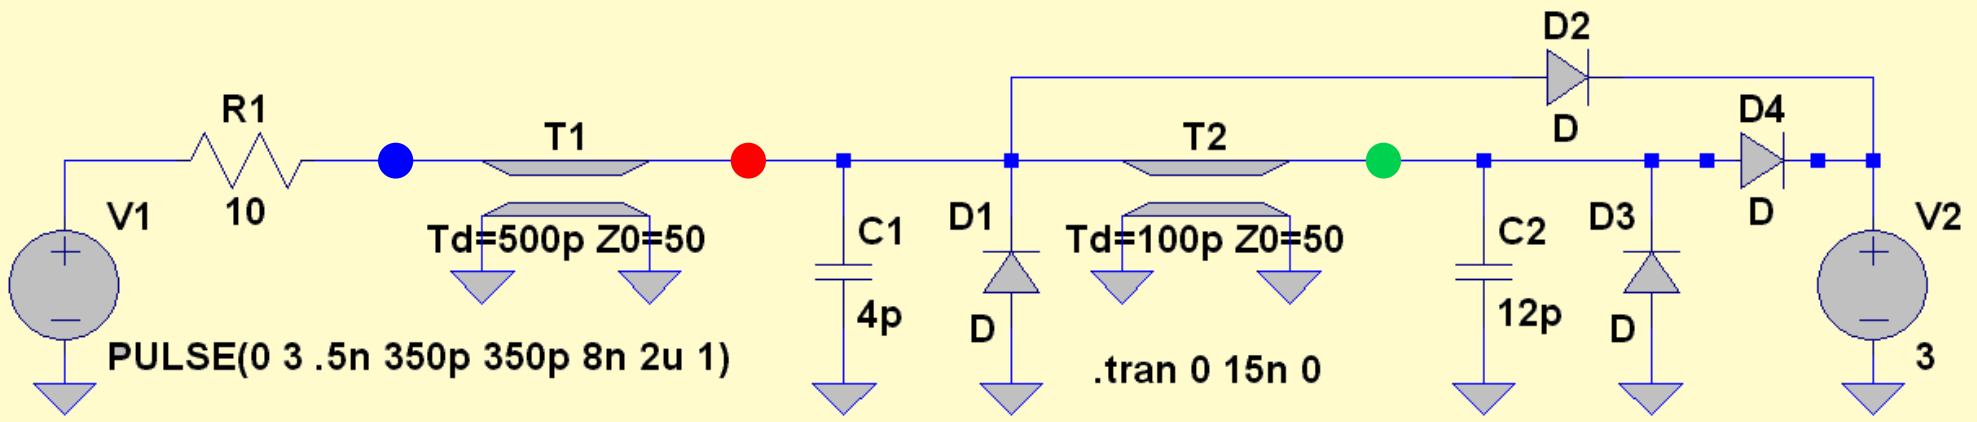 D2
D
R1
10
T1
Td=500p Z0=50
T2
Td=100p Z0=50
D4
D
V1
PULSE(0 3 .5n 350p 350p 8n 2u 1)
C1
4p
D1
D
.tran 0 15n 0
C2
12p
D3
D
V2
3